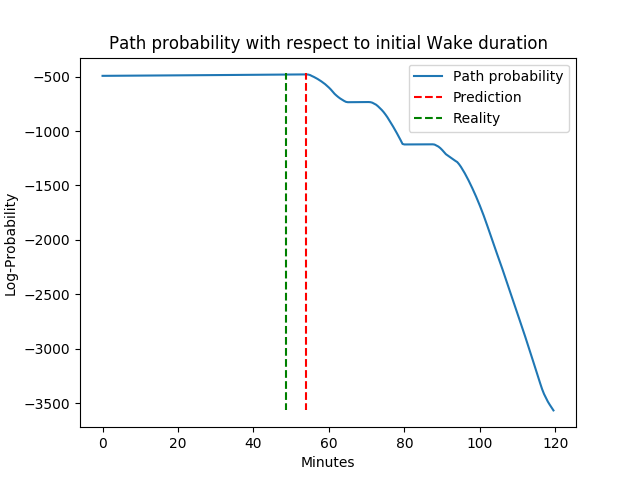 Path probability with respect to initial Wake duration
Path probability
Prediction
Reality
Log-Probability
−500
−1000
−1500
−2000
−2500
−3000
−3500
0 20 40 60 80 100 120
Minutes